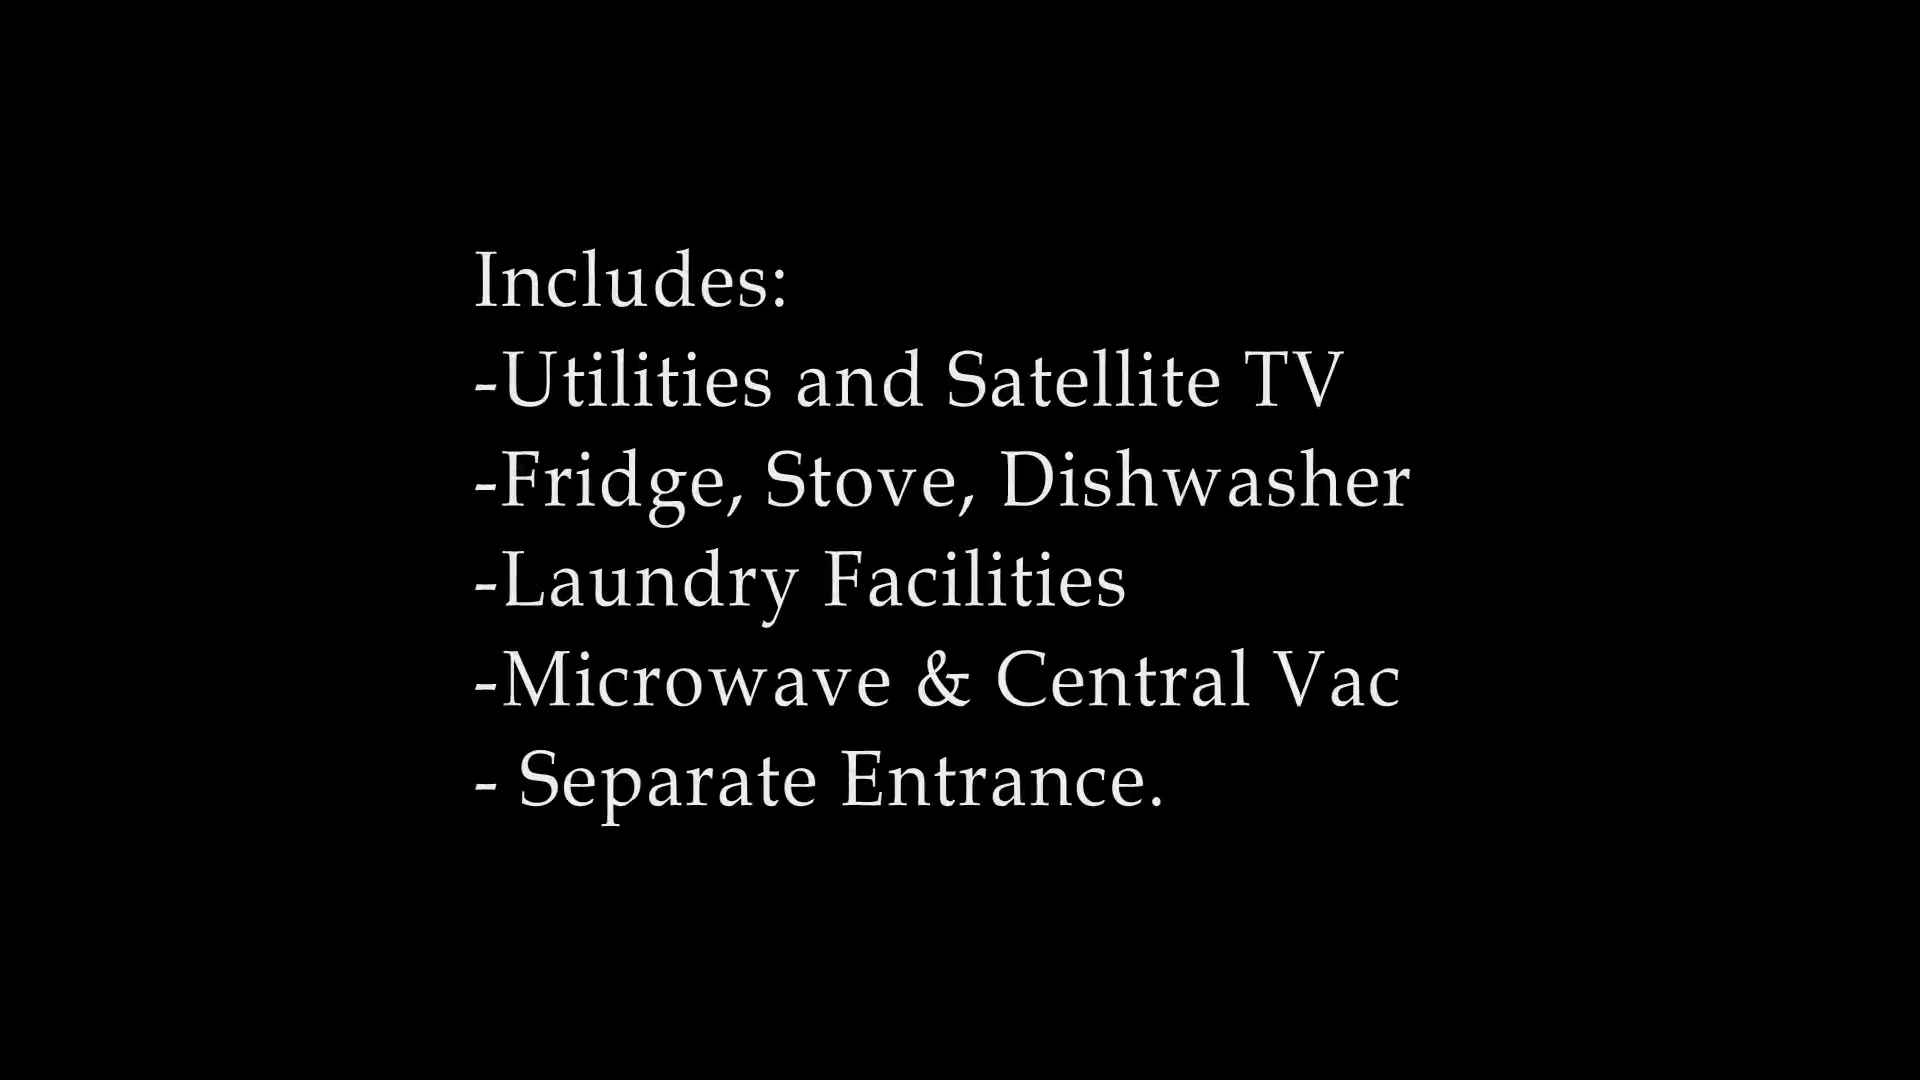 Includes:
-Utilities and Satellite TV
-Fridge, Stove, Dishwasher
-Laundry Facilities
-Microwave & Central Vac
- Separate Entrance.